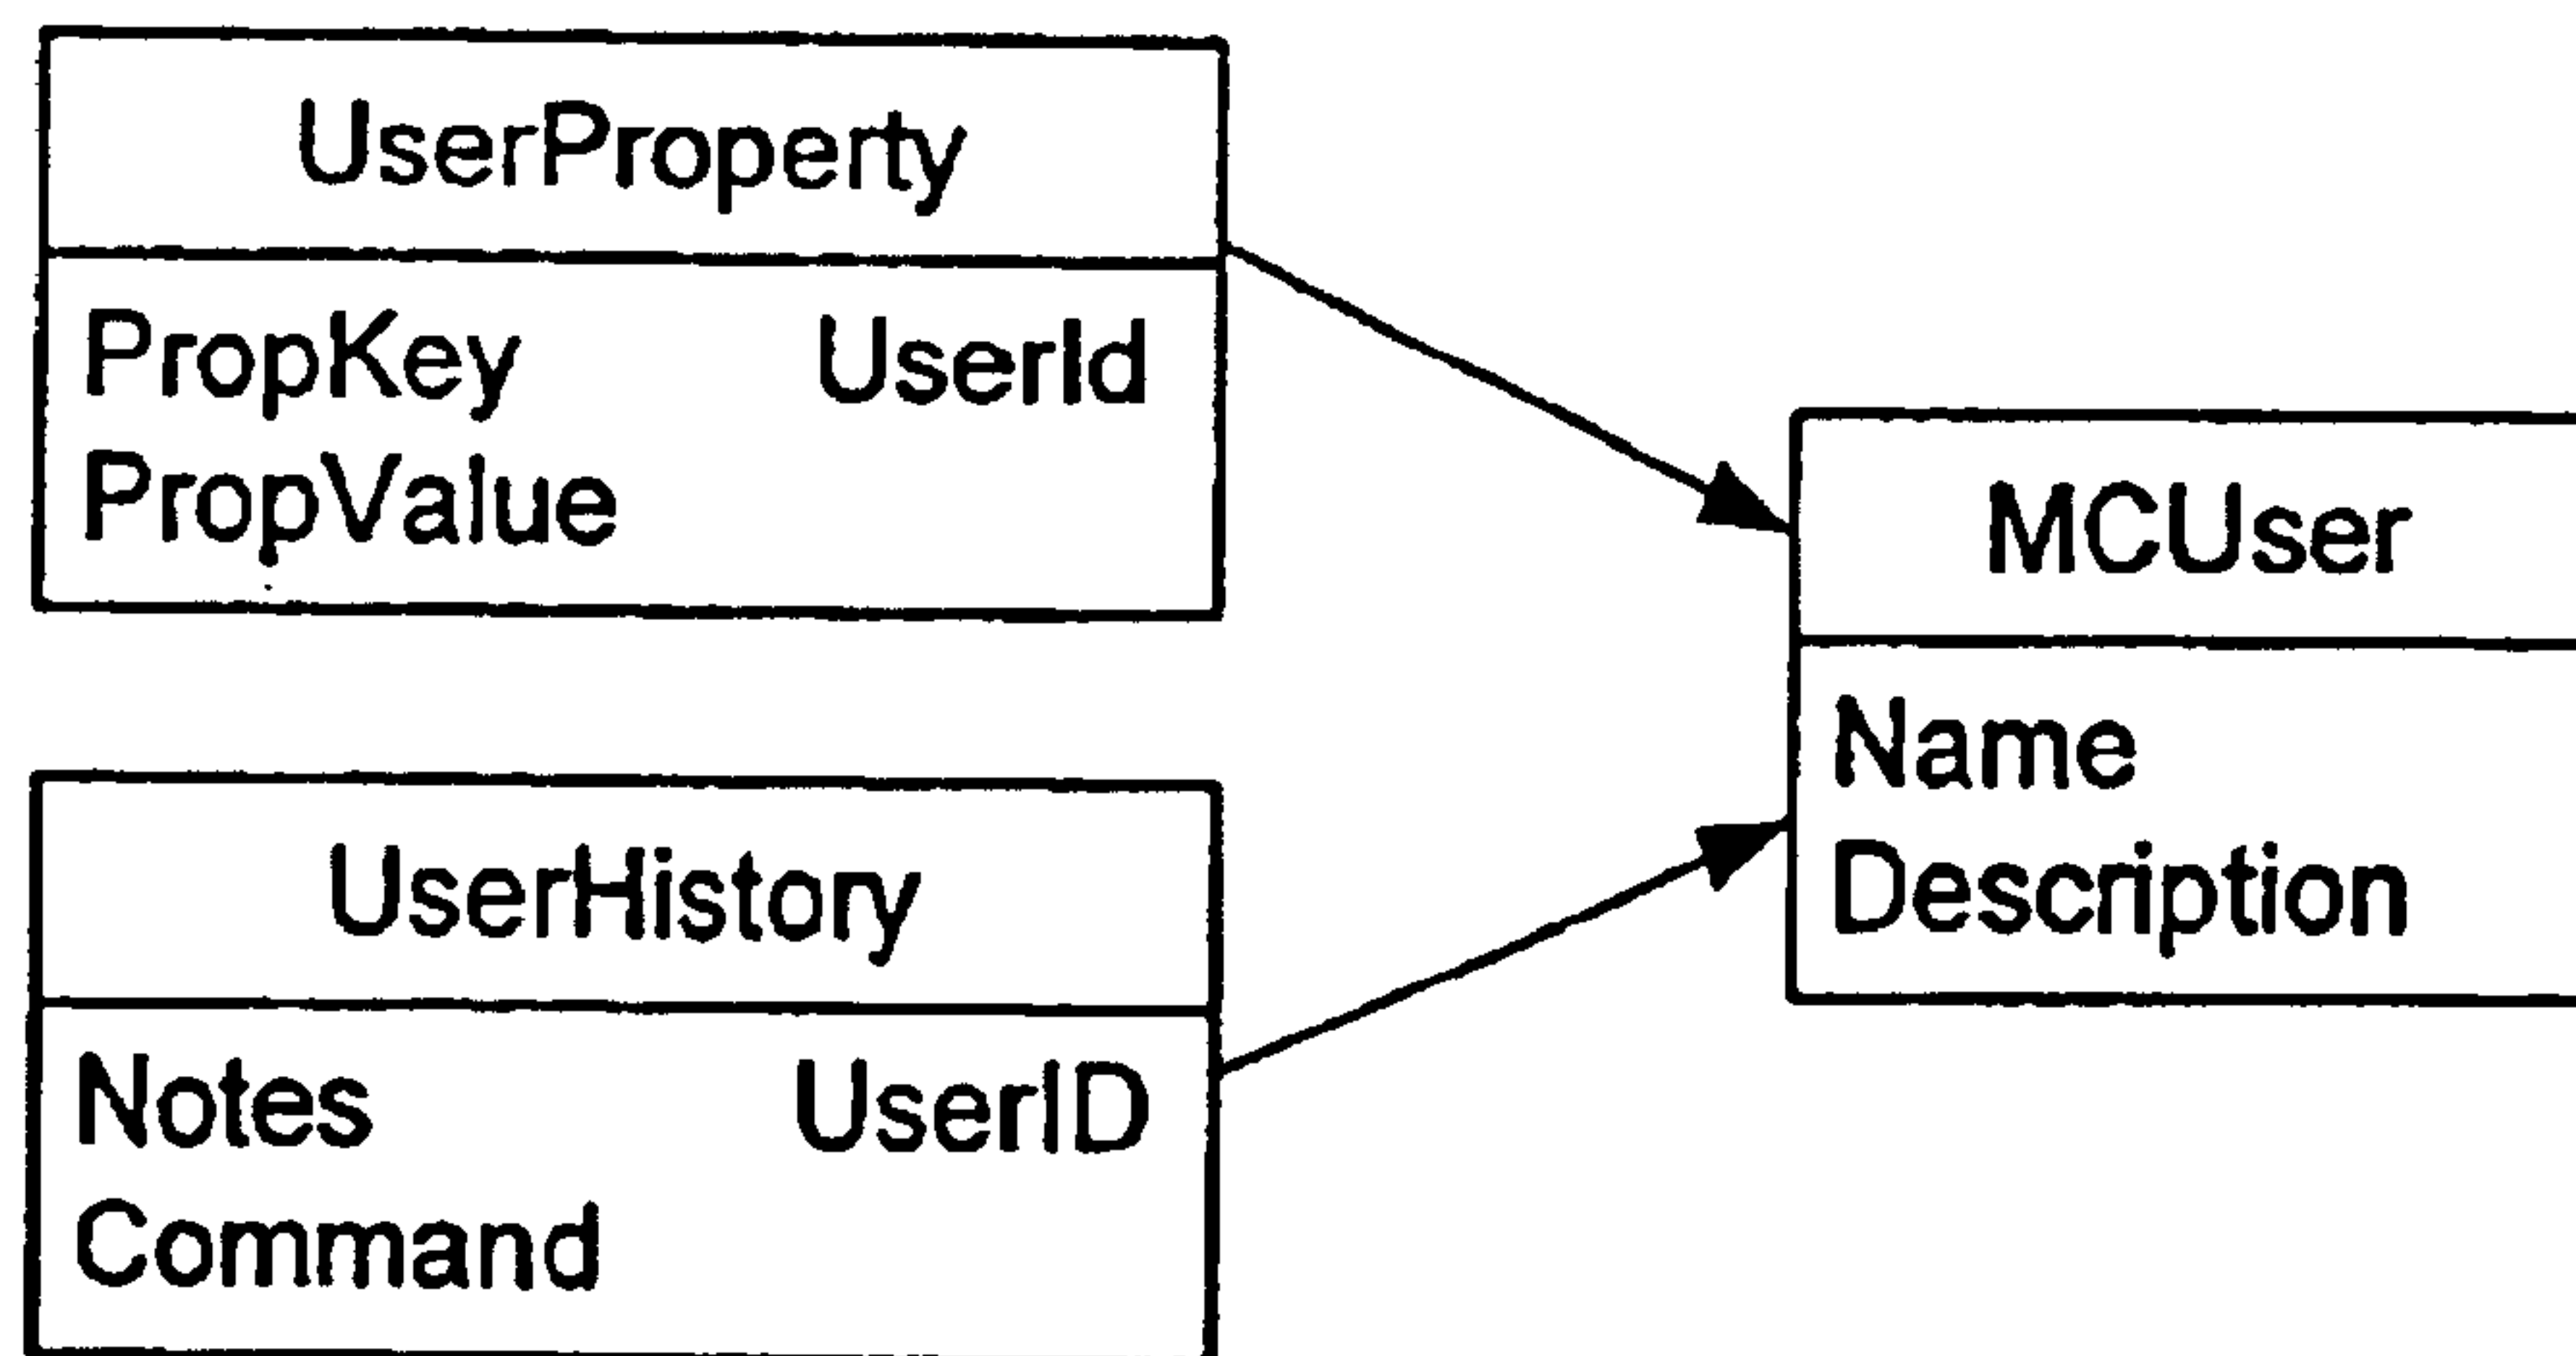 UserProperty
PropKey UserId
PropValue
MCUser
Name
Description
UserHistory
Notes UserID
Command